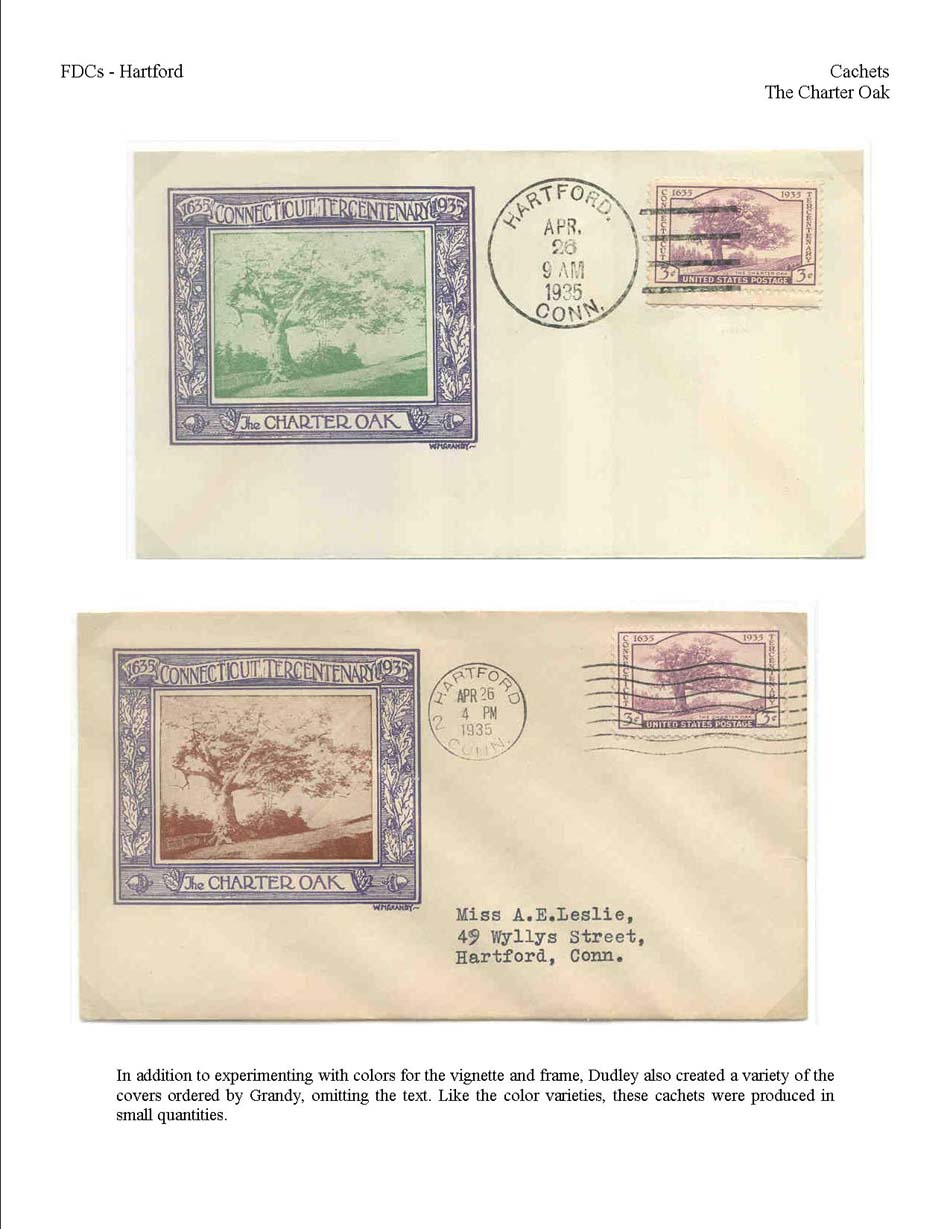 FDCs - Hartford
Cachets
The Charter Oak
1635 CONNECTICUT TERCENTENARY 1935
The CHARTER OAK
W.M.GRANDY
HARTFORD,
APR.
26
9 AM
1935
CONN.
1635 1935
CONNECTICUT
TERCENTENARY
THE CHARTER OAK
3¢ UNITED STATES POSTAGE 3¢
1635 CONNECTICUT TERCENTENARY 1935
The CHARTER OAK
W.M.GRANDY
HARTFORD
APR 26
4 PM
1935
2 CONN.
1635 1935
CONNECTICUT
TERCENTENARY
THE CHARTER OAK
3¢ UNITED STATES POSTAGE 3¢
Miss A.E.Leslie,
49 Wyllys Street,
Hartford, Conn.
In addition to experimenting with colors for the vignette and frame, Dudley also created a variety of the
covers ordered by Grandy, omitting the text. Like the color varieties, these cachets were produced in
small quantities.